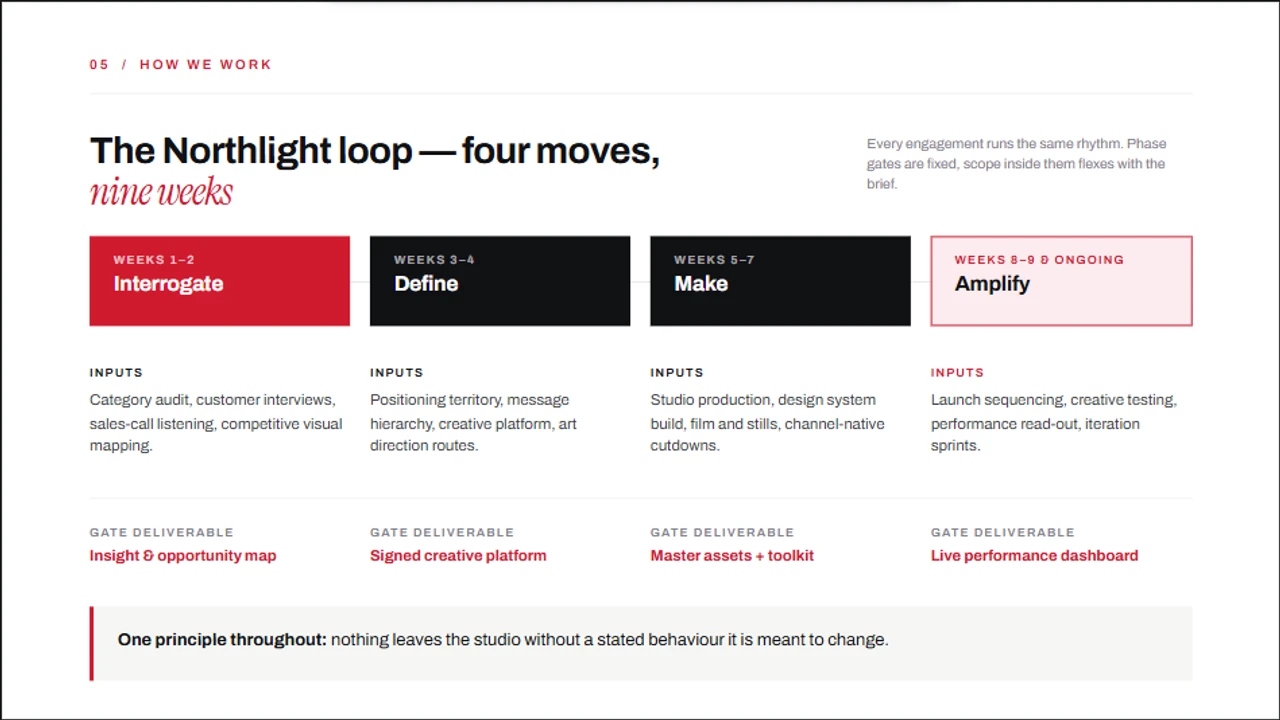 05 / HOW WE WORK
The Northlight loop — four moves,
nine weeks
Every engagement runs the same rhythm. Phase
gates are fixed, scope inside them flexes with the
brief.
WEEKS 1–2
Interrogate
WEEKS 3–4
Define
WEEKS 5–7
Make
WEEKS 8–9 & ONGOING
Amplify
INPUTS
Category audit, customer interviews,
sales-call listening, competitive visual
mapping.
INPUTS
Positioning territory, message
hierarchy, creative platform, art
direction routes.
INPUTS
Studio production, design system
build, film and stills, channel-native
cutdowns.
INPUTS
Launch sequencing, creative testing,
performance read-out, iteration
sprints.
GATE DELIVERABLE
Insight & opportunity map
GATE DELIVERABLE
Signed creative platform
GATE DELIVERABLE
Master assets + toolkit
GATE DELIVERABLE
Live performance dashboard
One principle throughout: nothing leaves the studio without a stated behaviour it is meant to change.